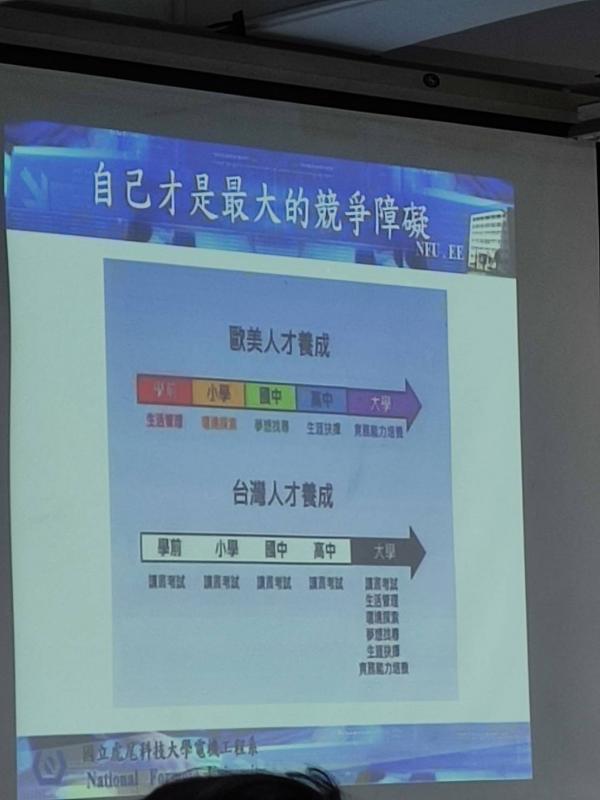 自己才是最大的競爭障礙
NFU . EE
歐美人才養成
學前 小學 國中 高中 大學
生活管理 環境探索 夢想找尋 生涯抉擇 實務能力培養
台灣人才養成
學前 小學 國中 高中 大學
讀書考試 讀書考試 讀書考試 讀書考試 讀書考試
生活管理
環境探索
夢想找尋
生涯抉擇
實務能力培養
國立虎尾科技大學電機工程系
National